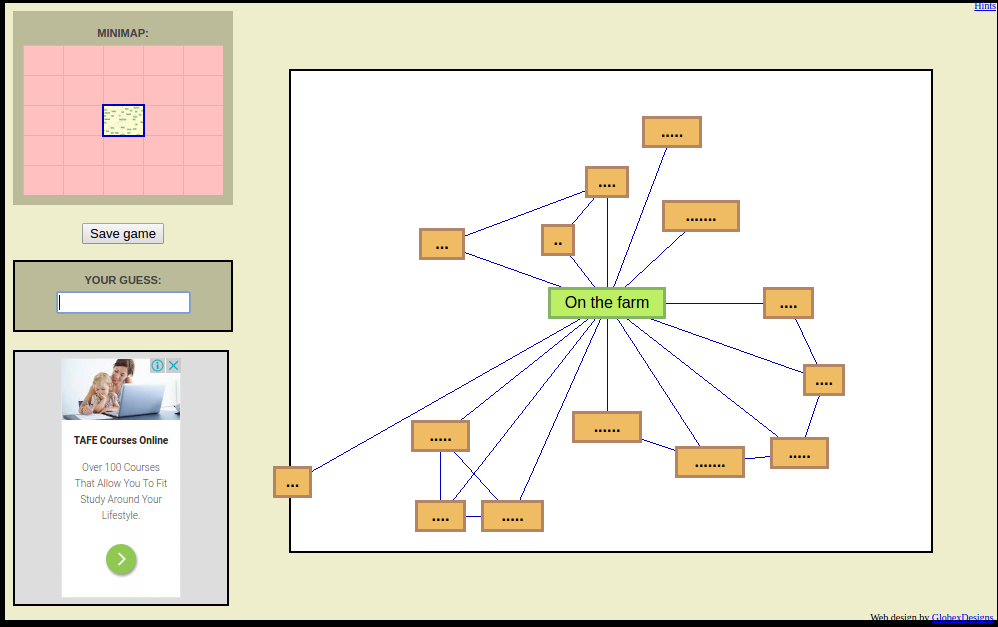 Hints
MINIMAP:
Save game
YOUR GUESS:
TAFE Courses Online
Over 100 Courses
That Allow You To Fit
Study Around Your
Lifestyle.
.....
....
.......
...
..
On the farm
....
....
......
.....
.....
.......
...
....
.....
Web design by GlobexDesigns